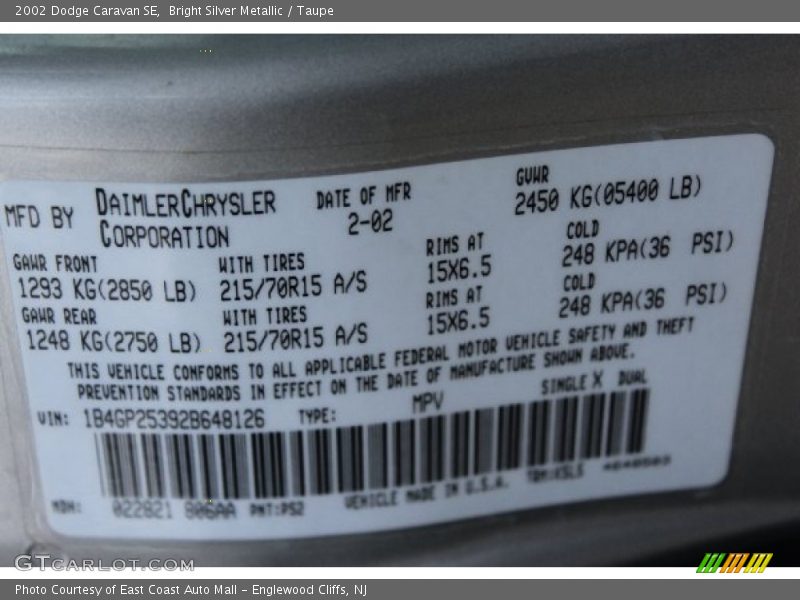 2002 Dodge Caravan SE,  Bright Silver Metallic / Taupe
MFD BY DAIMLERCHRYSLER CORPORATION DATE OF MFR 2-02 GVWR 2450 KG(05400 LB)
GAWR FRONT WITH TIRES RIMS AT COLD
1293 KG(2850 LB) 215/70R15 A/S 15X6.5 248 KPA(36 PSI)
GAWR REAR WITH TIRES RIMS AT COLD
1248 KG(2750 LB) 215/70R15 A/S 15X6.5 248 KPA(36 PSI)
THIS VEHICLE CONFORMS TO ALL APPLICABLE FEDERAL MOTOR VEHICLE SAFETY AND THEFT
PREVENTION STANDARDS IN EFFECT ON THE DATE OF MANUFACTURE SHOWN ABOVE.
VIN: 1B4GP25392B648126 TYPE: MPV SINGLE X DUAL
MDH: 022821 806AA PNT:PS2 VEHICLE MADE IN U.S.A.
GTCARLOT.COM
Photo Courtesy of East Coast Auto Mall – Englewood Cliffs, NJ